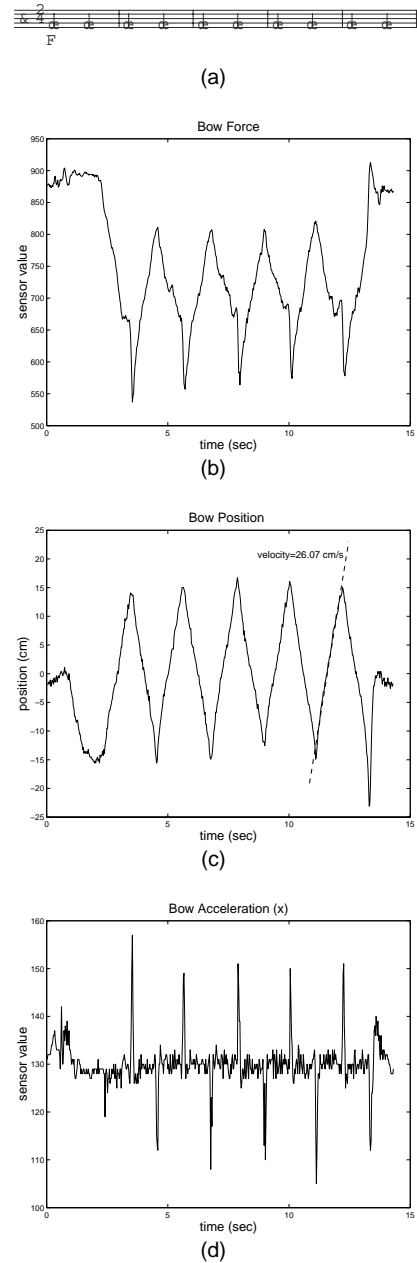 & 2 4
F
(a)
Bow Force
950
900
850
800
750
700
650
600
550
500
sensor value
0 5 10 15
time (sec)
(b)
Bow Position
25
20
15
10
5
0
−5
−10
−15
−20
−25
position (cm)
velocity=26.07 cm/s
0 5 10 15
time (sec)
(c)
Bow Acceleration (x)
160
150
140
130
120
110
100
sensor value
0 5 10 15
time (sec)
(d)